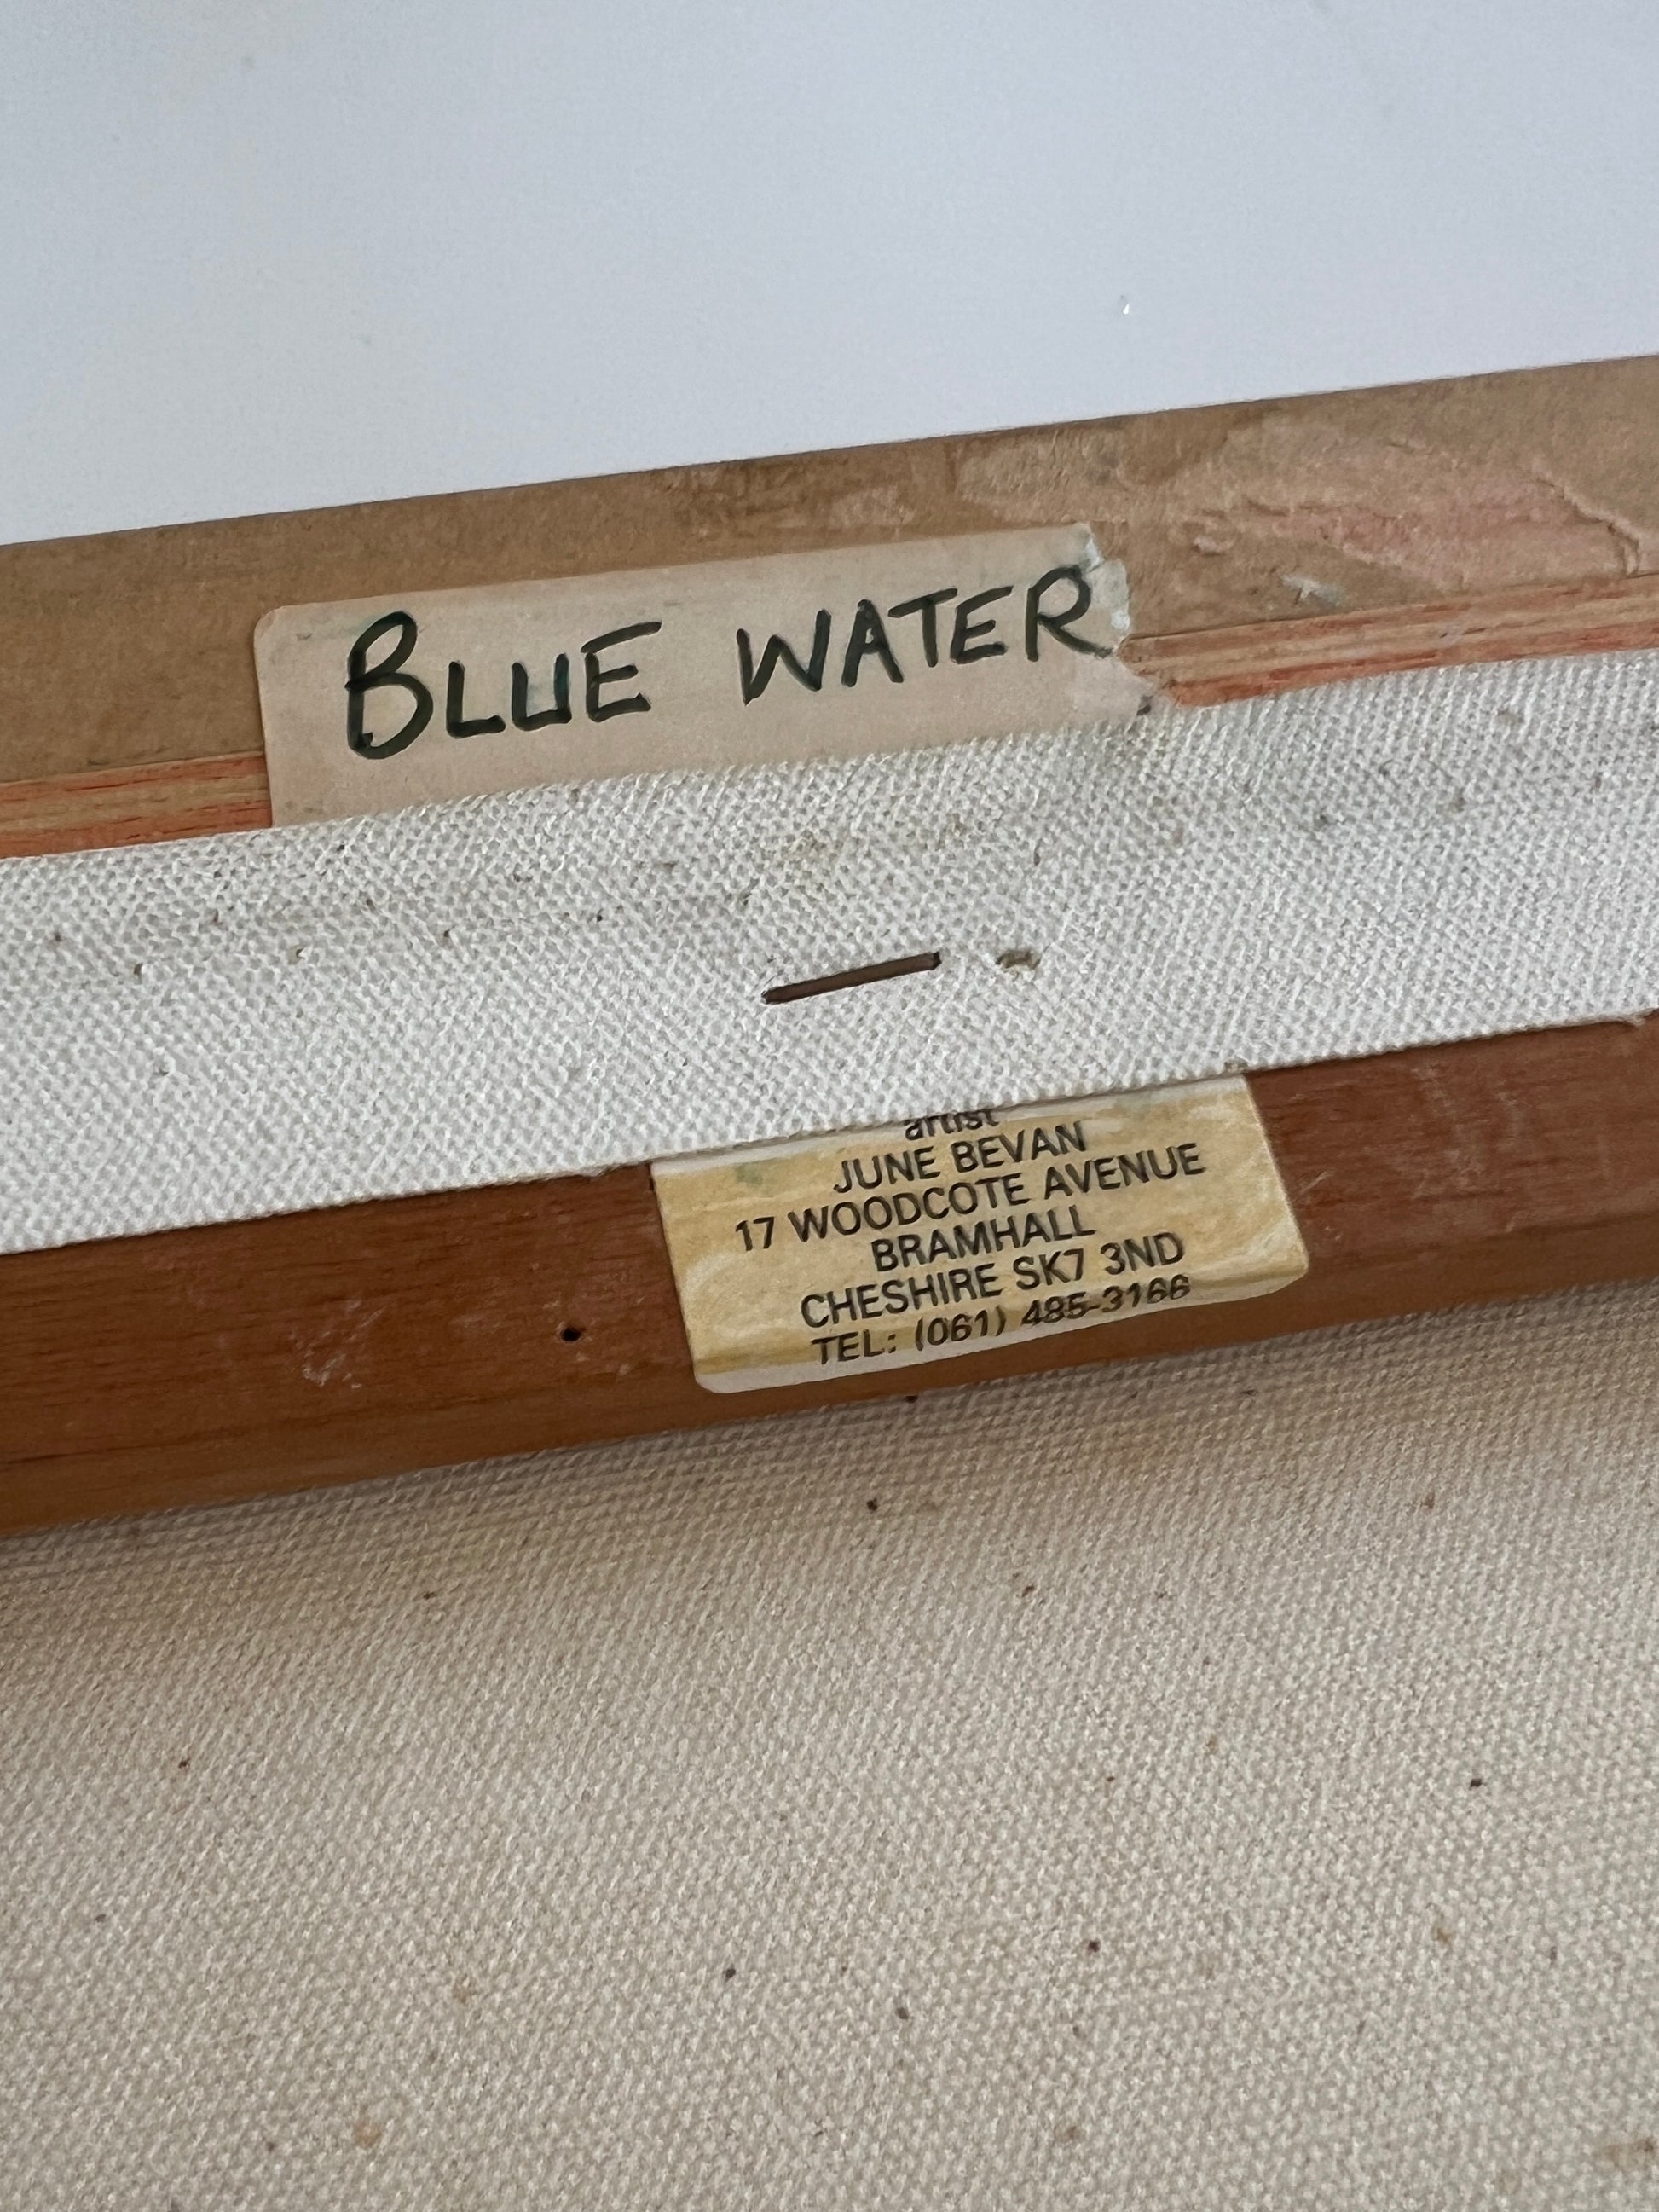 BLUE WATER
artist
JUNE BEVAN
17 WOODCOTE AVENUE
BRAMHALL
CHESHIRE SK7 3ND
TEL: (061) 485-3166